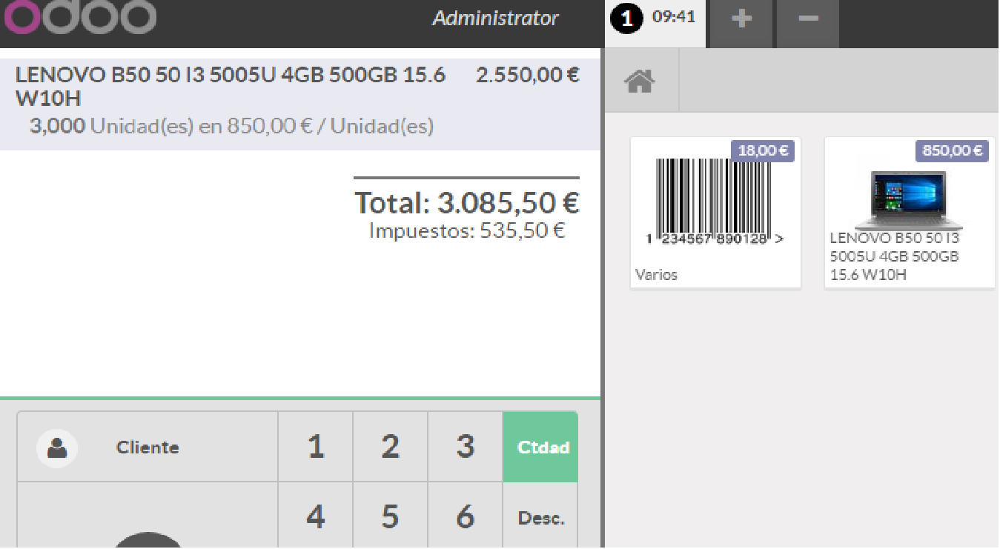 odoo
Administrator
1 09:41 + −
LENOVO B50 50 I3 5005U 4GB 500GB 15.6 2.550,00 €
W10H
3,000 Unidad(es) en 850,00 € / Unidad(es)
Total: 3.085,50 €
Impuestos: 535,50 €
18,00 €
1 234567 890128 >
Varios
850,00 €
LENOVO B50 50 I3
5005U 4GB 500GB
15.6 W10H
Cliente 1 2 3 Ctdad
4 5 6 Desc.